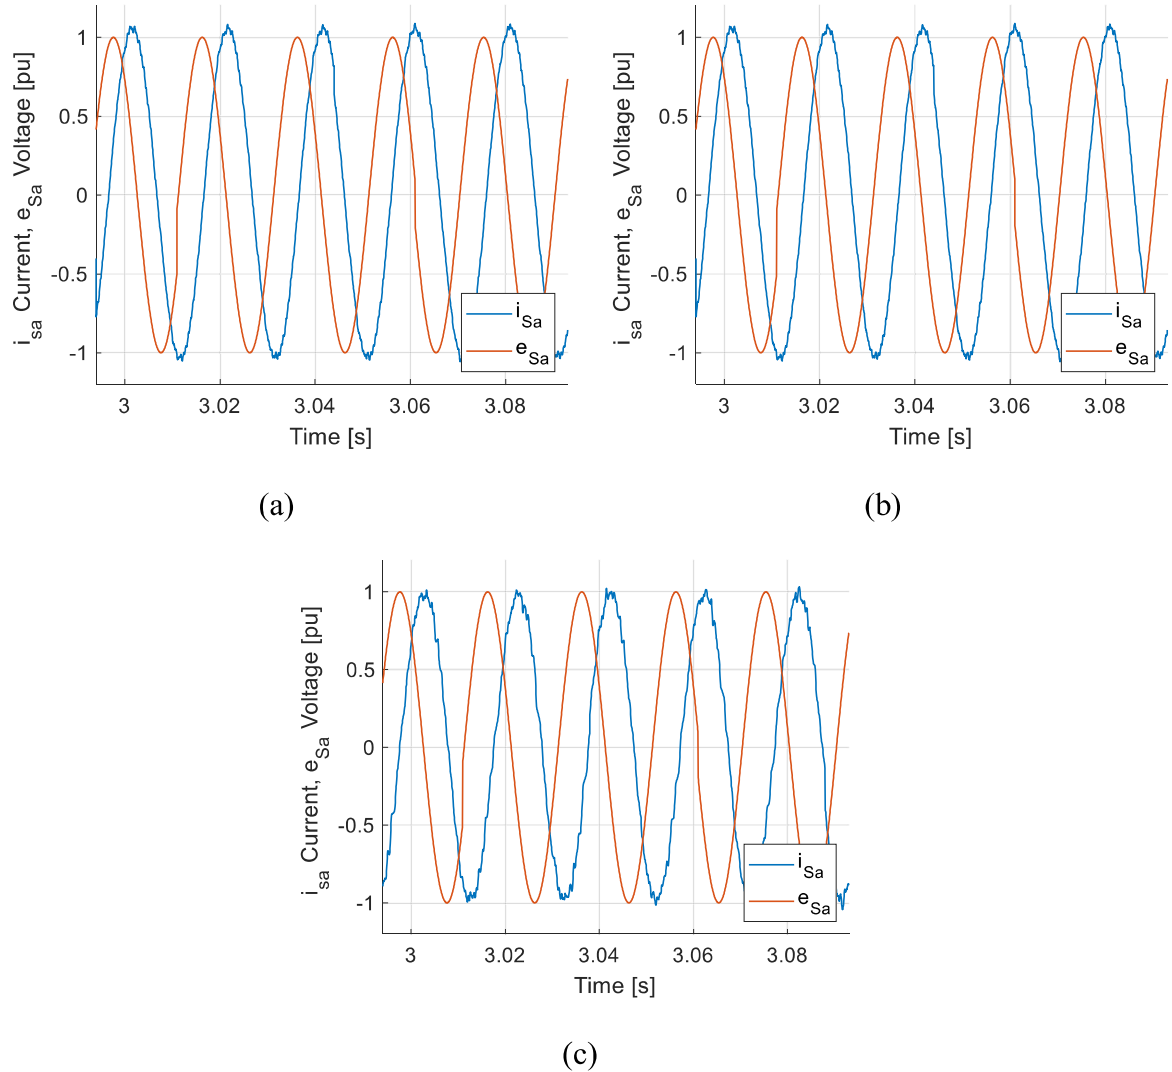 i_sa Current, e_Sa Voltage [pu]
1
0.5
0
-0.5
-1
3
3.02
3.04
3.06
3.08
Time [s]
i_Sa
e_Sa
(a)
i_sa Current, e_Sa Voltage [pu]
1
0.5
0
-0.5
-1
3
3.02
3.04
3.06
3.08
Time [s]
i_Sa
e_Sa
(b)
i_sa Current, e_Sa Voltage [pu]
1
0.5
0
-0.5
-1
3
3.02
3.04
3.06
3.08
Time [s]
i_Sa
e_Sa
(c)